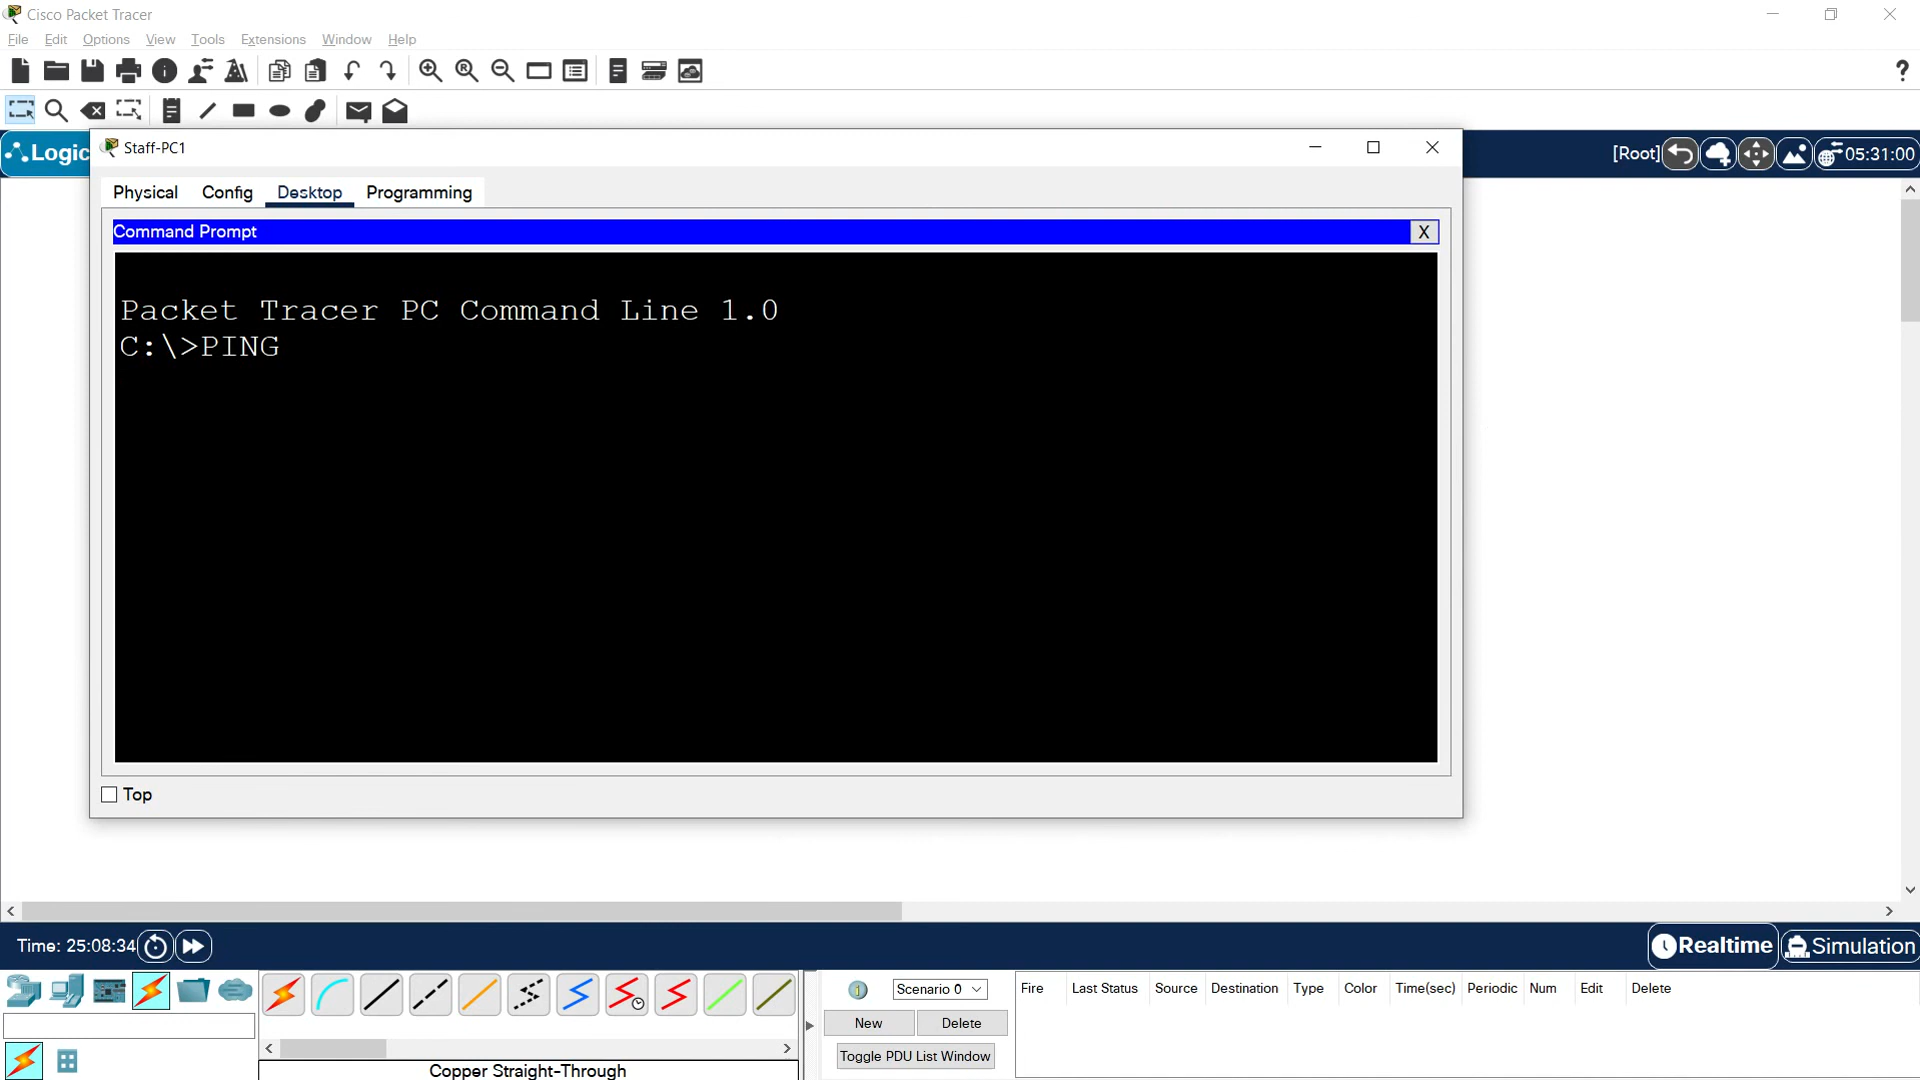 Cisco Packet Tracer
File Edit Options View Tools Extensions Window Help
?
Logic
[Root]
05:31:00
Staff-PC1
Physical Config Desktop Programming
Command Prompt
X
Packet Tracer PC Command Line 1.0
C:\>PING
Top
Time: 25:08:34
Realtime
Simulation
Scenario 0
Fire Last Status Source Destination Type Color Time(sec) Periodic Num Edit Delete
New
Delete
Toggle PDU List Window
Copper Straight-Through